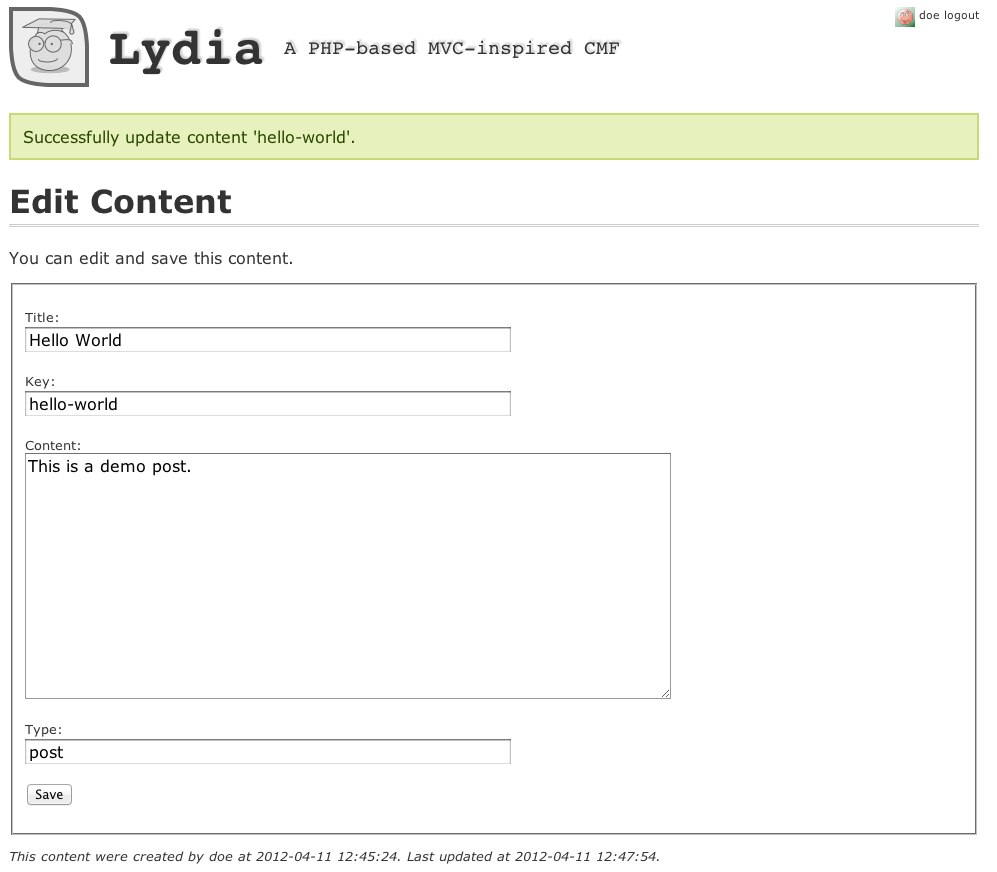 doe logout
Lydia A PHP-based MVC-inspired CMF
Successfully update content 'hello-world'.
Edit Content
You can edit and save this content.
Title:
Hello World
Key:
hello-world
Content:
This is a demo post.
Type:
post
Save
This content were created by doe at 2012-04-11 12:45:24. Last updated at 2012-04-11 12:47:54.